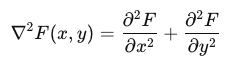 ∇²F(x, y) = ∂²F/∂x² + ∂²F/∂y²